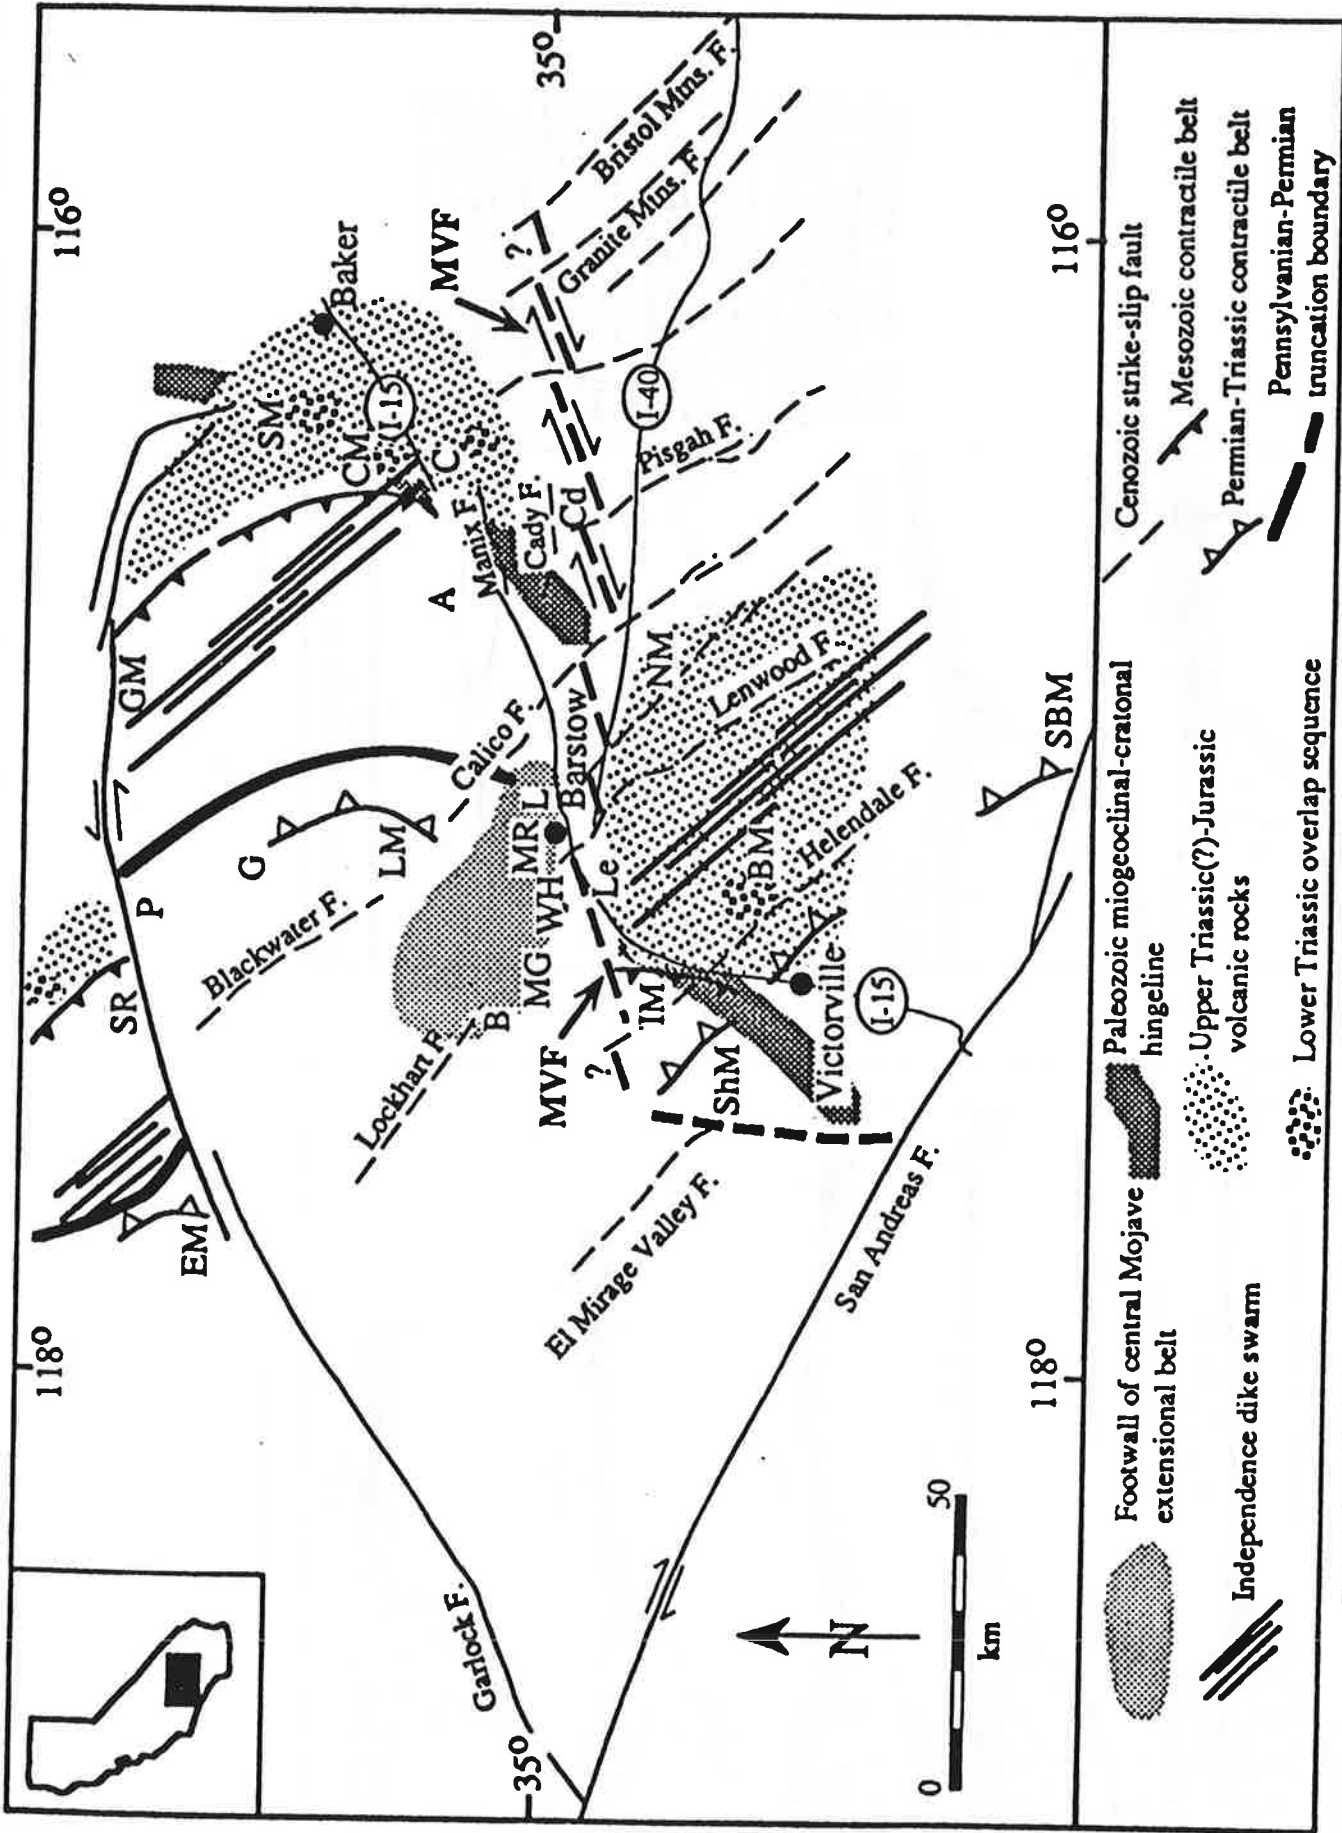 118°
116°
35°
35°
118°
116°
Garlock F.
EM
SR
P
GM
G
LM
Blackwater F.
Lockhart F.
B
MG
WH
MR
L
Barstow
Calico F.
A
Manix F.
Cady F.
Cd
C
CM
SM
I-15
Baker
MVF
?
Granite Mtns. F.
Bristol Mtns. F.
I-40
Pisgah F.
NM
Lenwood F.
Le
BM
Helendale F.
MVF
?
IM
ShM
Victorville
I-15
El Mirage Valley F.
San Andreas F.
SBM
N
0
50
km
Footwall of central Mojave
extensional belt
Independence dike swarm
Paleozoic miogeoclinal-cratonal
hingeline
Upper Triassic(?)-Jurassic
volcanic rocks
Lower Triassic overlap sequence
Cenozoic strike-slip fault
Mesozoic contractile belt
Permian-Triassic contractile belt
Pennsylvanian-Permian
truncation boundary